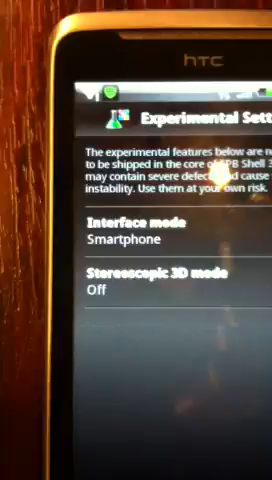 hTC
Experimental Sett
The experimental features below are n
to be shipped in the core of SPB Shell 3
may contain severe defects and cause
instability. Use them at your own risk.
Interface mode
Smartphone
Stereoscopic 3D mode
Off